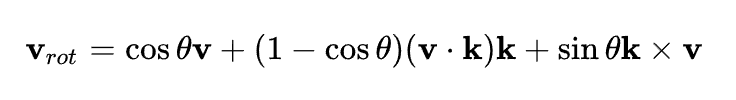 v_rot = cos θv + (1 − cos θ)(v · k)k + sin θk × v